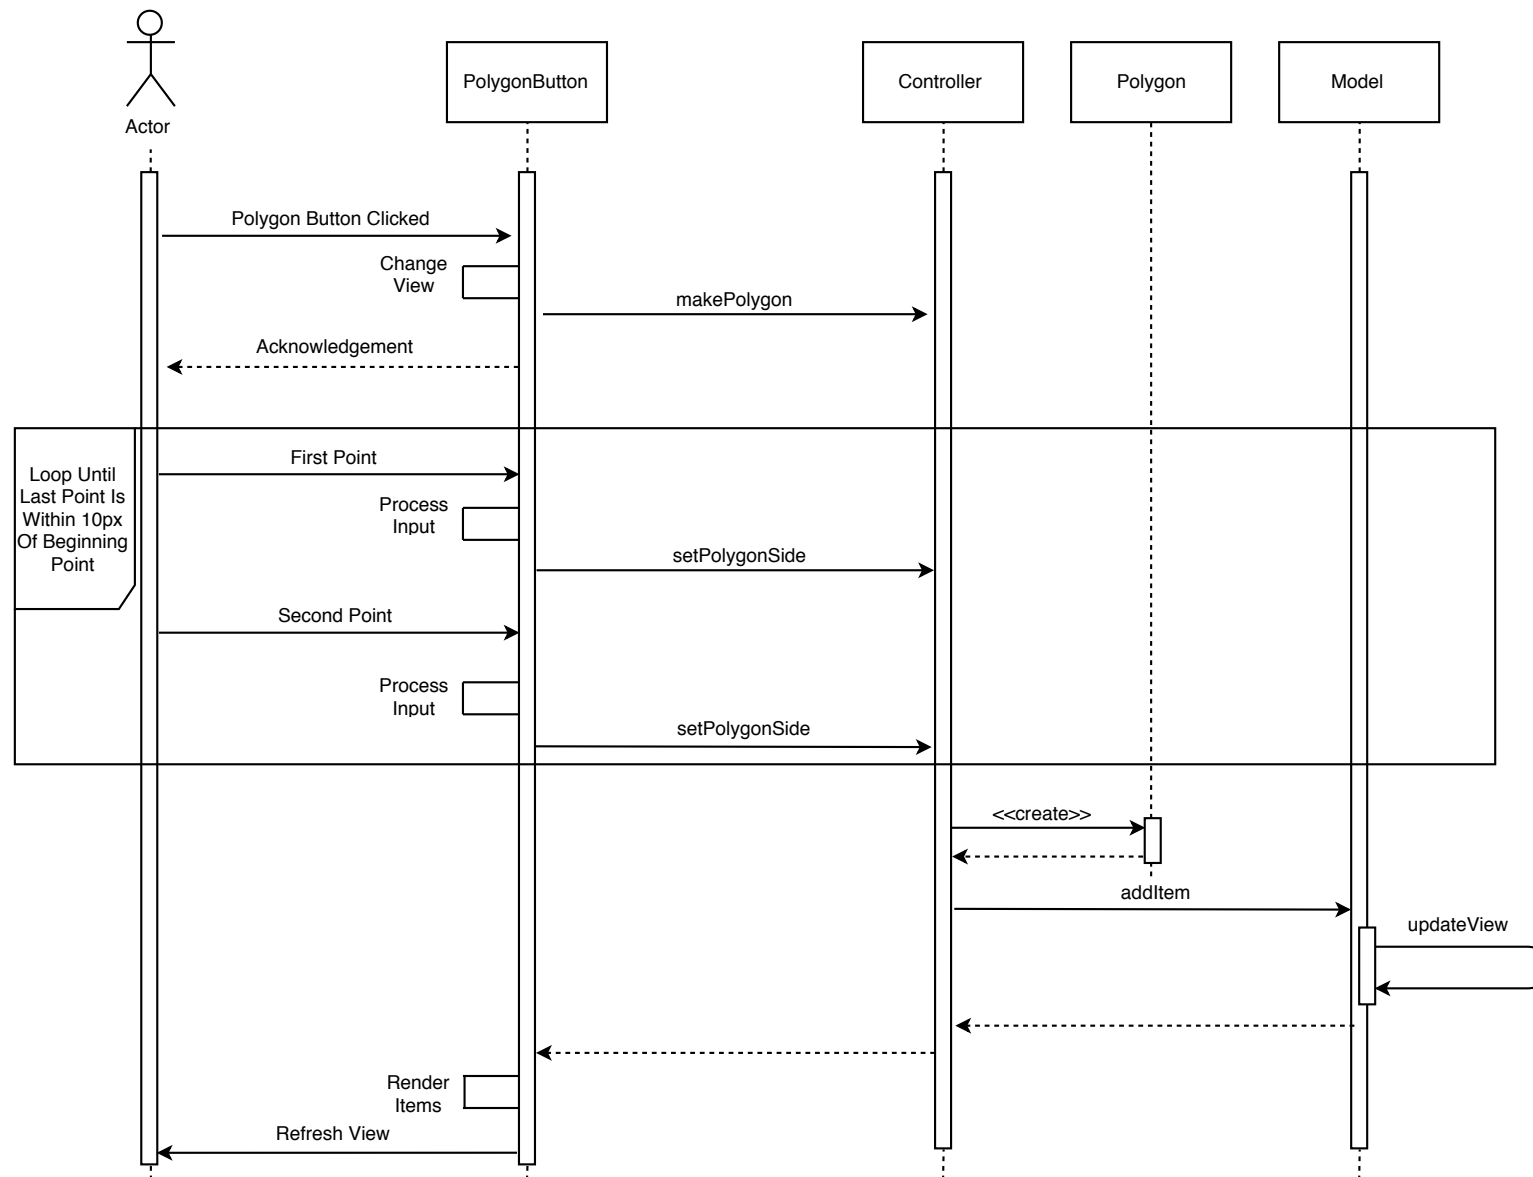 Actor
PolygonButton
Controller
Polygon
Model
Polygon Button Clicked
Change
View
makePolygon
Acknowledgement
Loop Until
Last Point Is
Within 10px
Of Beginning
Point
First Point
Process
Input
setPolygonSide
Second Point
Process
Input
setPolygonSide
<<create>>
addItem
updateView
Render
Items
Refresh View